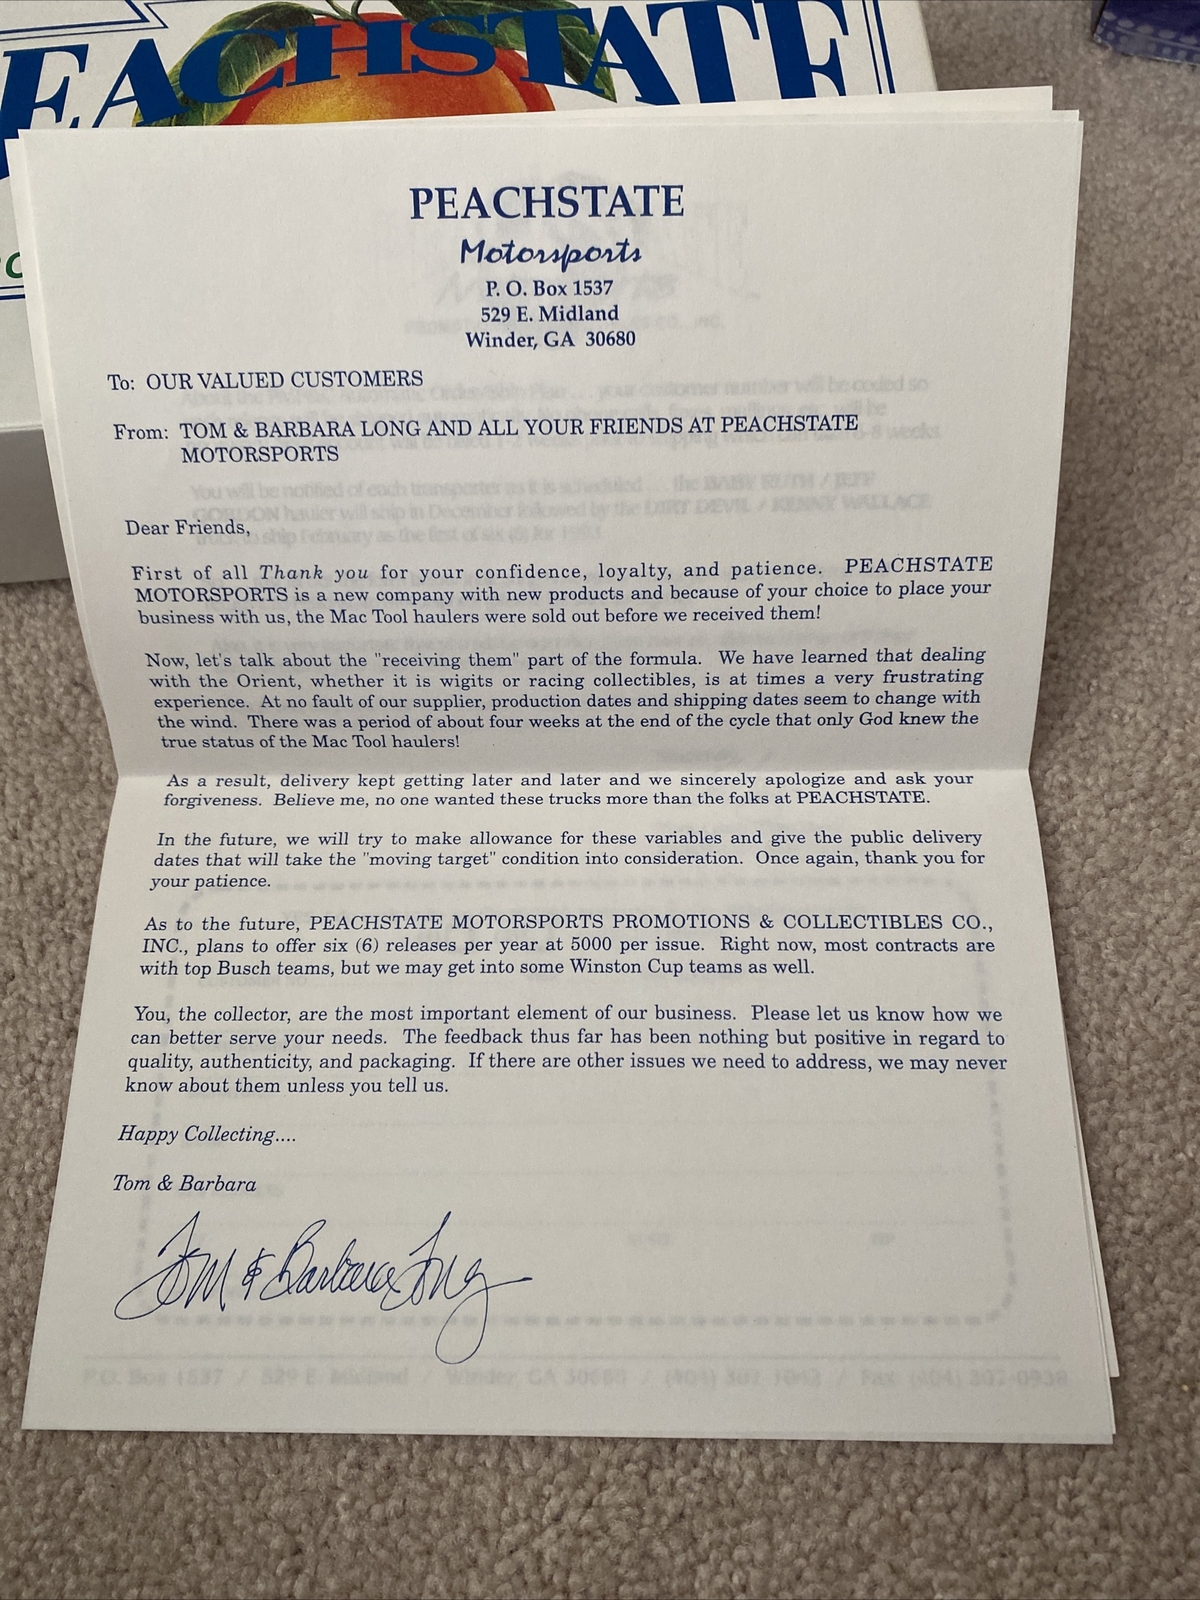 EACHSTATE
PEACHSTATE
Motorsports
P. O. Box 1537
529 E. Midland
Winder, GA 30680
To: OUR VALUED CUSTOMERS
From: TOM & BARBARA LONG AND ALL YOUR FRIENDS AT PEACHSTATE
MOTORSPORTS
Dear Friends,
First of all Thank you for your confidence, loyalty, and patience. PEACHSTATE
MOTORSPORTS is a new company with new products and because of your choice to place your
business with us, the Mac Tool haulers were sold out before we received them!
Now, let's talk about the "receiving them" part of the formula. We have learned that dealing
with the Orient, whether it is wigits or racing collectibles, is at times a very frustrating
experience. At no fault of our supplier, production dates and shipping dates seem to change with
the wind. There was a period of about four weeks at the end of the cycle that only God knew the
true status of the Mac Tool haulers!
As a result, delivery kept getting later and later and we sincerely apologize and ask your
forgiveness. Believe me, no one wanted these trucks more than the folks at PEACHSTATE.
In the future, we will try to make allowance for these variables and give the public delivery
dates that will take the "moving target" condition into consideration. Once again, thank you for
your patience.
As to the future, PEACHSTATE MOTORSPORTS PROMOTIONS & COLLECTIBLES CO.,
INC., plans to offer six (6) releases per year at 5000 per issue. Right now, most contracts are
with top Busch teams, but we may get into some Winston Cup teams as well.
You, the collector, are the most important element of our business. Please let us know how we
can better serve your needs. The feedback thus far has been nothing but positive in regard to
quality, authenticity, and packaging. If there are other issues we need to address, we may never
know about them unless you tell us.
Happy Collecting....
Tom & Barbara
Tom & Barbara Long
P.O. Box 1537 / 529 E. Midland / Winder, GA 30680 / (404) 307-1042 / Fax: (404) 307-0938